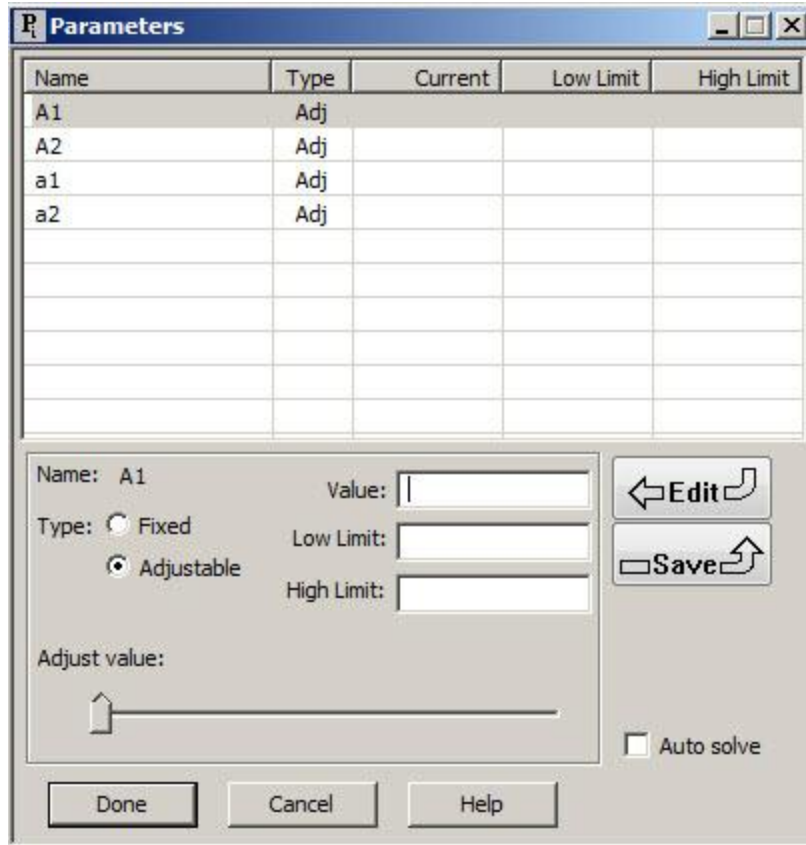 Pi Parameters
Name Type Current Low Limit High Limit
A1 Adj
A2 Adj
a1 Adj
a2 Adj
Name: A1
Value:
Edit
Type: Fixed
Low Limit:
Adjustable
Save
High Limit:
Adjust value:
Auto solve
Done Cancel Help